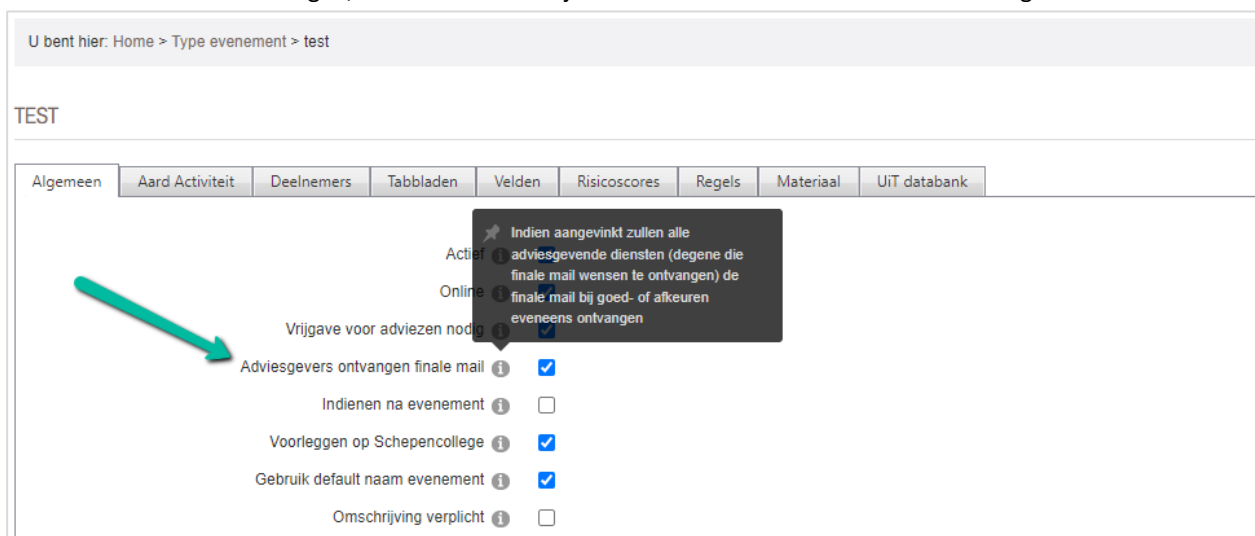 U bent hier: Home > Type evenement > test
TEST
Algemeen Aard Activiteit Deelnemers Tabbladen Velden Risicoscores Regels Materiaal UiT databank
Indien aangevinkt zullen alle
adviesgevende diensten (degene die
finale mail wensen te ontvangen) de
finale mail bij goed- of afkeuren
eveneens ontvangen
Actief
Online
Vrijgave voor adviezen nodig
Adviesgevers ontvangen finale mail
Indienen na evenement
Voorleggen op Schepencollege
Gebruik default naam evenement
Omschrijving verplicht